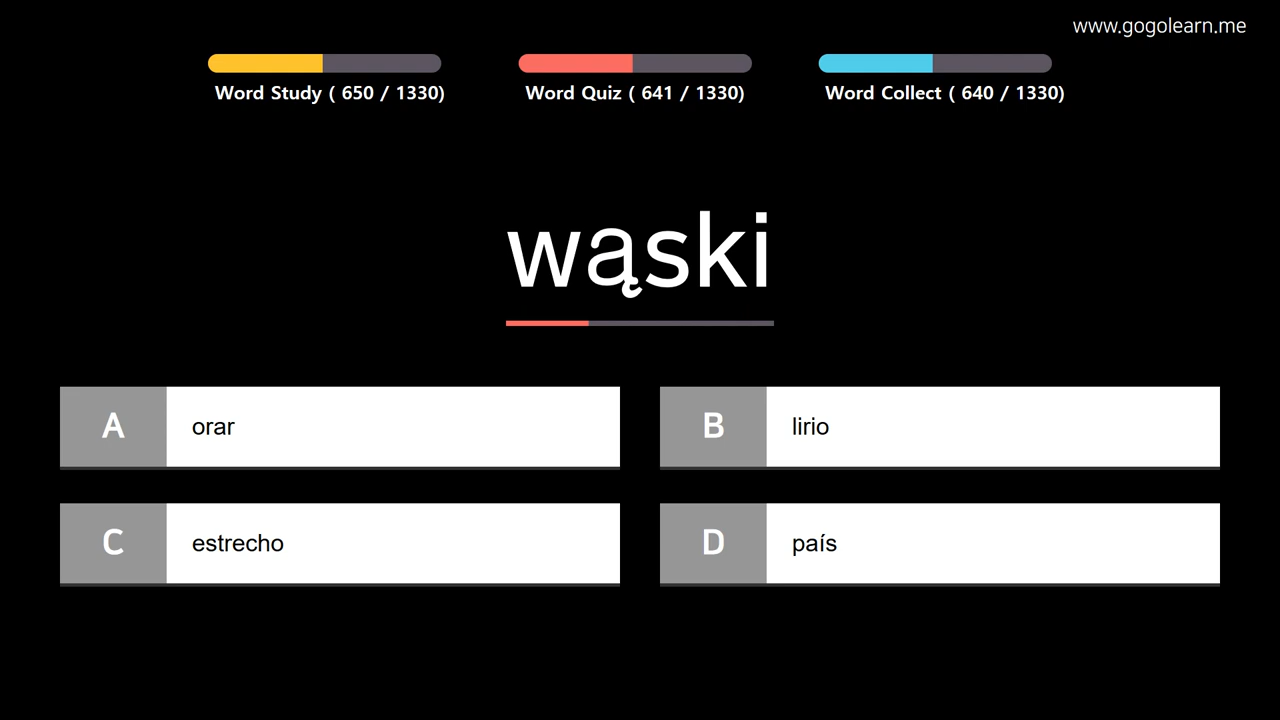 www.gogolearn.me
Word Study ( 650 / 1330)
Word Quiz ( 641 / 1330)
Word Collect ( 640 / 1330)
wąski
A orar
B lirio
C estrecho
D país